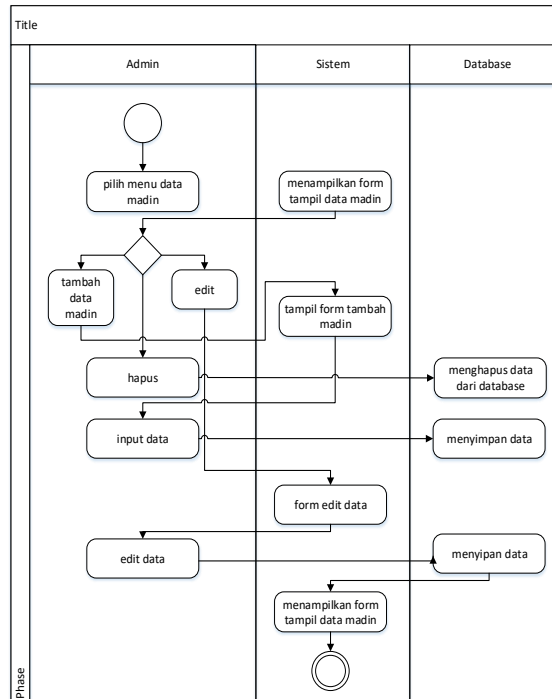 Title
Admin
Sistem
Database
pilih menu data
madin
menampilkan form
tampil data madin
tambah
data
madin
edit
tampil form tambah
madin
hapus
menghapus data
dari database
input data
menyimpan data
form edit data
edit data
menyipan data
menampilkan form
tampil data madin
Phase